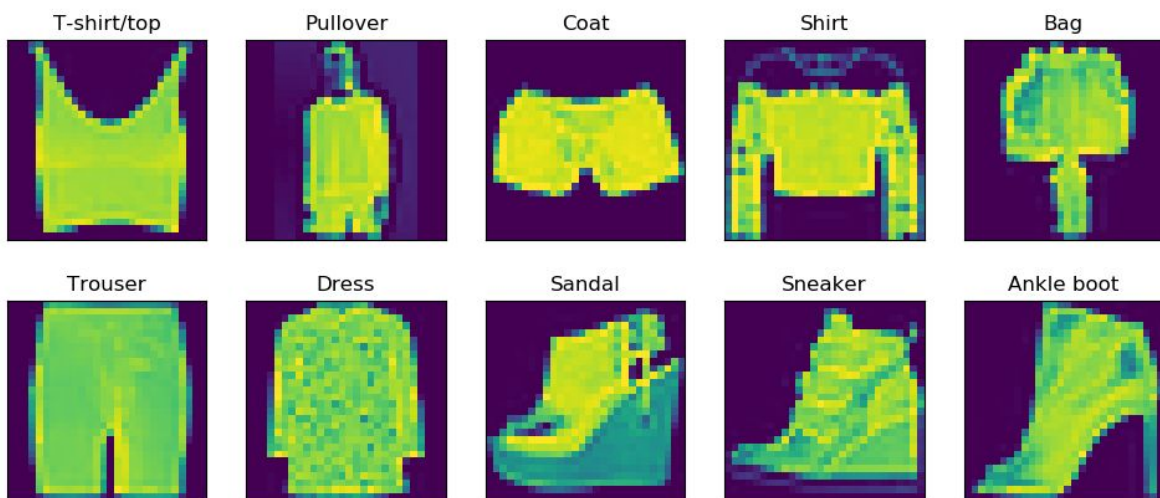 T-shirt/top
Pullover
Coat
Shirt
Bag
Trouser
Dress
Sandal
Sneaker
Ankle boot